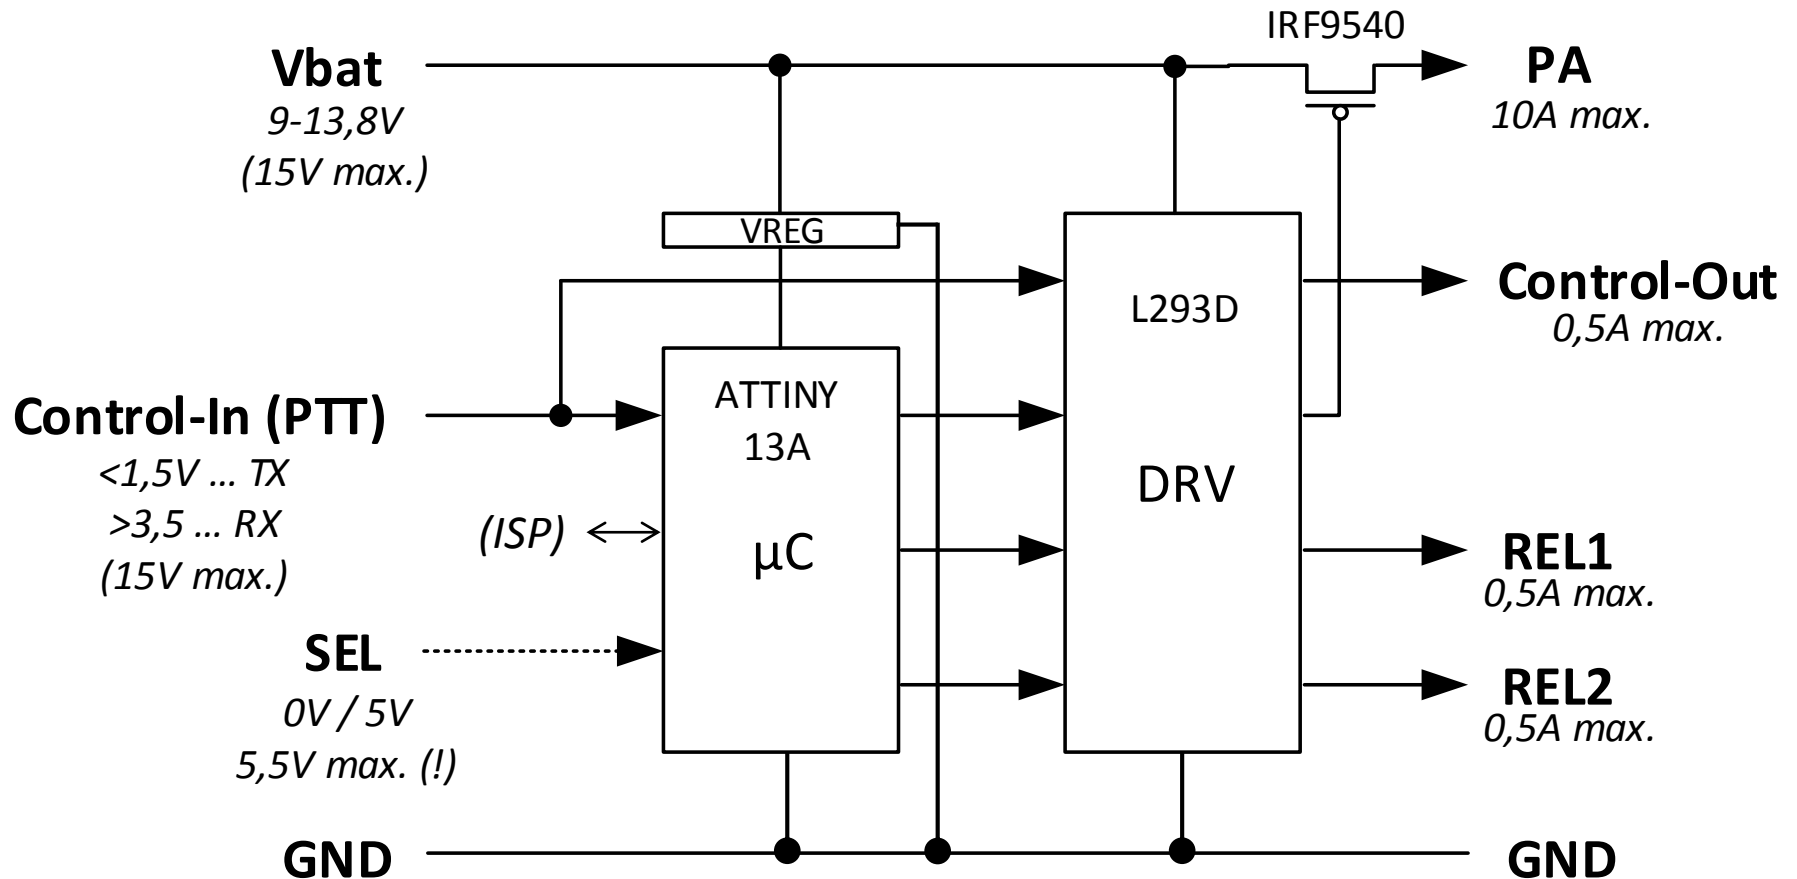 IRF9540
Vbat
9-13,8V
(15V max.)
PA
10A max.
VREG
L293D
DRV
Control-Out
0,5A max.
Control-In (PTT)
<1,5V ... TX
>3,5 ... RX
(15V max.)
ATTINY
13A
µC
(ISP)
REL1
0,5A max.
SEL
0V / 5V
5,5V max. (!)
REL2
0,5A max.
GND
GND